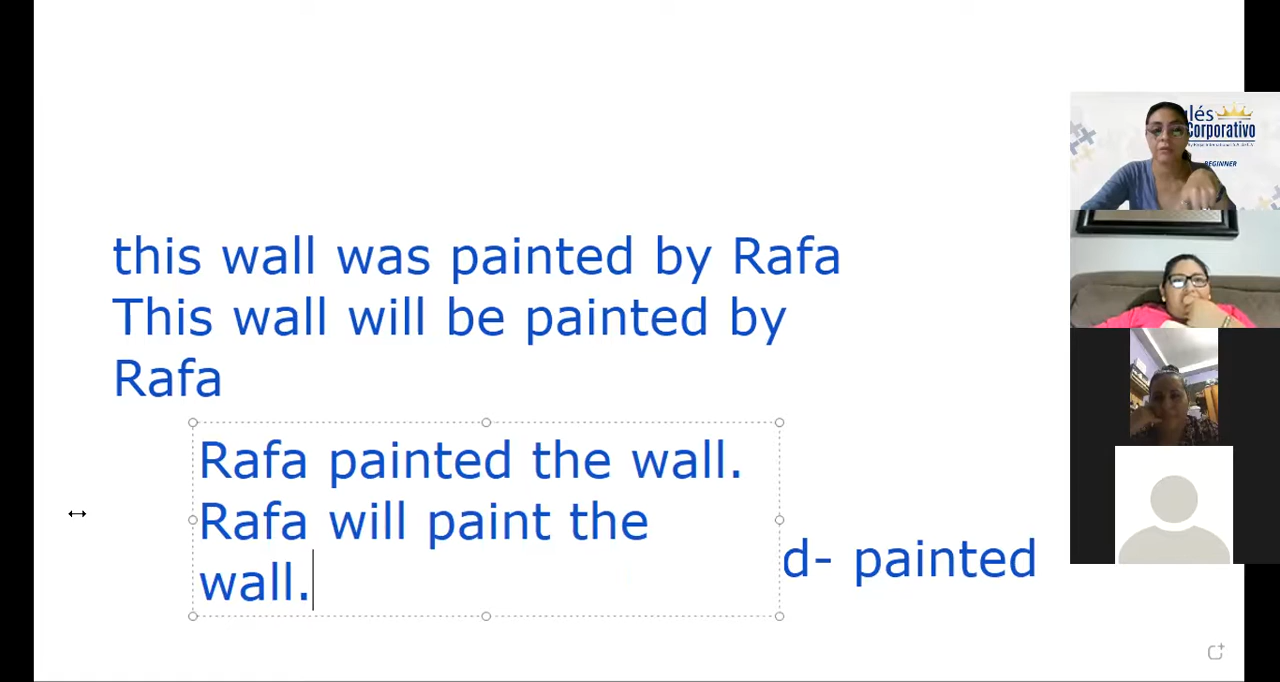 this wall was painted by Rafa
This wall will be painted by
Rafa
Rafa painted the wall.
Rafa will paint the
wall.
d- painted
glés
Corporativo
BEGINNER